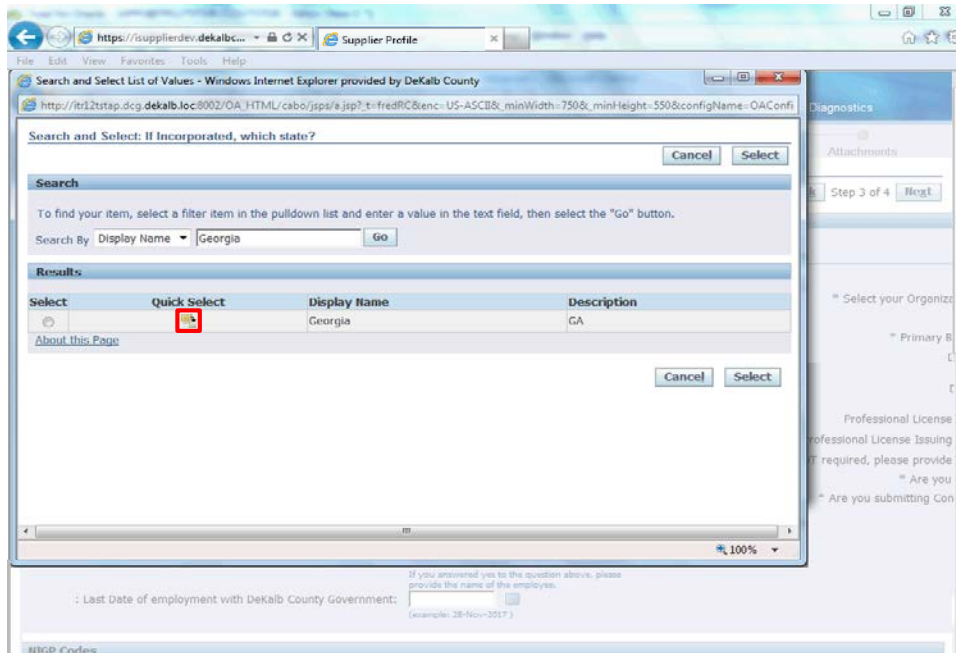 https://isupplierdev.dekalbc...
Supplier Profile
File Edit View Favorites Tools Help
Search and Select List of Values - Windows Internet Explorer provided by DeKalb County
http://itr12tstap.dcg.dekalb.loc:8002/OA_HTML/cabo/jsps/a.jsp?_t=fredRC&enc=US-ASCII&_minWidth=750&_minHeight=550&configName=OAConfi
Diagnostics
Search and Select: If Incorporated, which state?
Attachments
Cancel Select
Search
Step 3 of 4 Next
To find your item, select a filter item in the pulldown list and enter a value in the text field, then select the "Go" button.
Search By Display Name Georgia Go
Results
Select Quick Select Display Name Description
* Select your Organiza
Georgia GA
About this Page
* Primary B
Cancel Select
Professional License
rofessional License Issuing
T required, please provide
* Are you
* Are you submitting Con
100%
If you answered yes to the question above, please
provide the name of the employee.
: Last Date of employment with DeKalb County Government:
(example: 28-Nov-2017 )
NIGP Codes